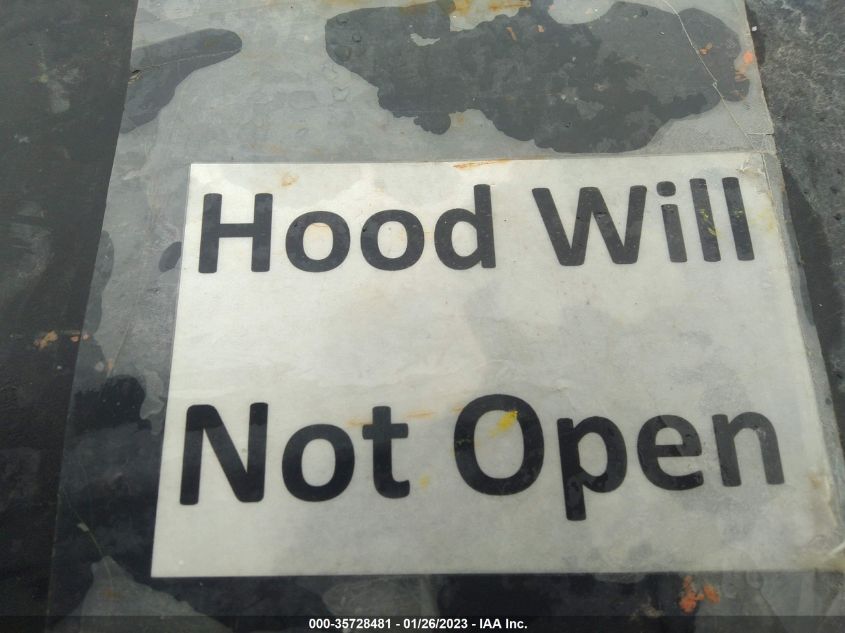 Hood Will
Not Open
000-35728481 - 01/26/2023 - IAA Inc.